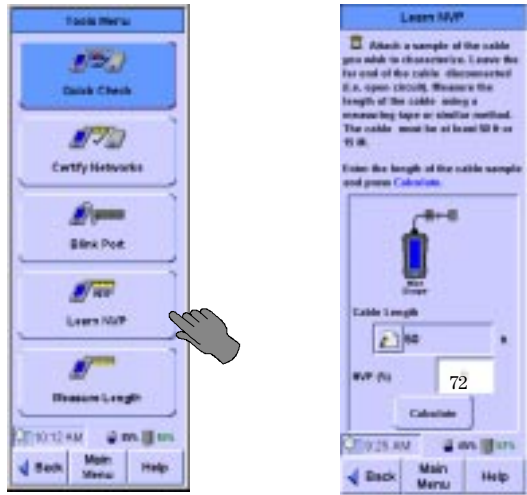 Tools Menu
Quick Check
Certify Networks
Blink Port
NVP
Learn NVP
Measure Length
10:12 AM
Back
Main
Menu
Help
Learn NVP
Attach a sample of the cable
you wish to characterize. Leave the
far end of the cable disconnected
(i.e. open circuit). Measure the
length of the cable using a
measuring tape or similar method.
The cable must be at least 50 ft or
15 M.
Enter the length of the cable sample
and press Calculate.
Cable Length
NVP (%)
72
Calculate
Back
Main
Menu
Help